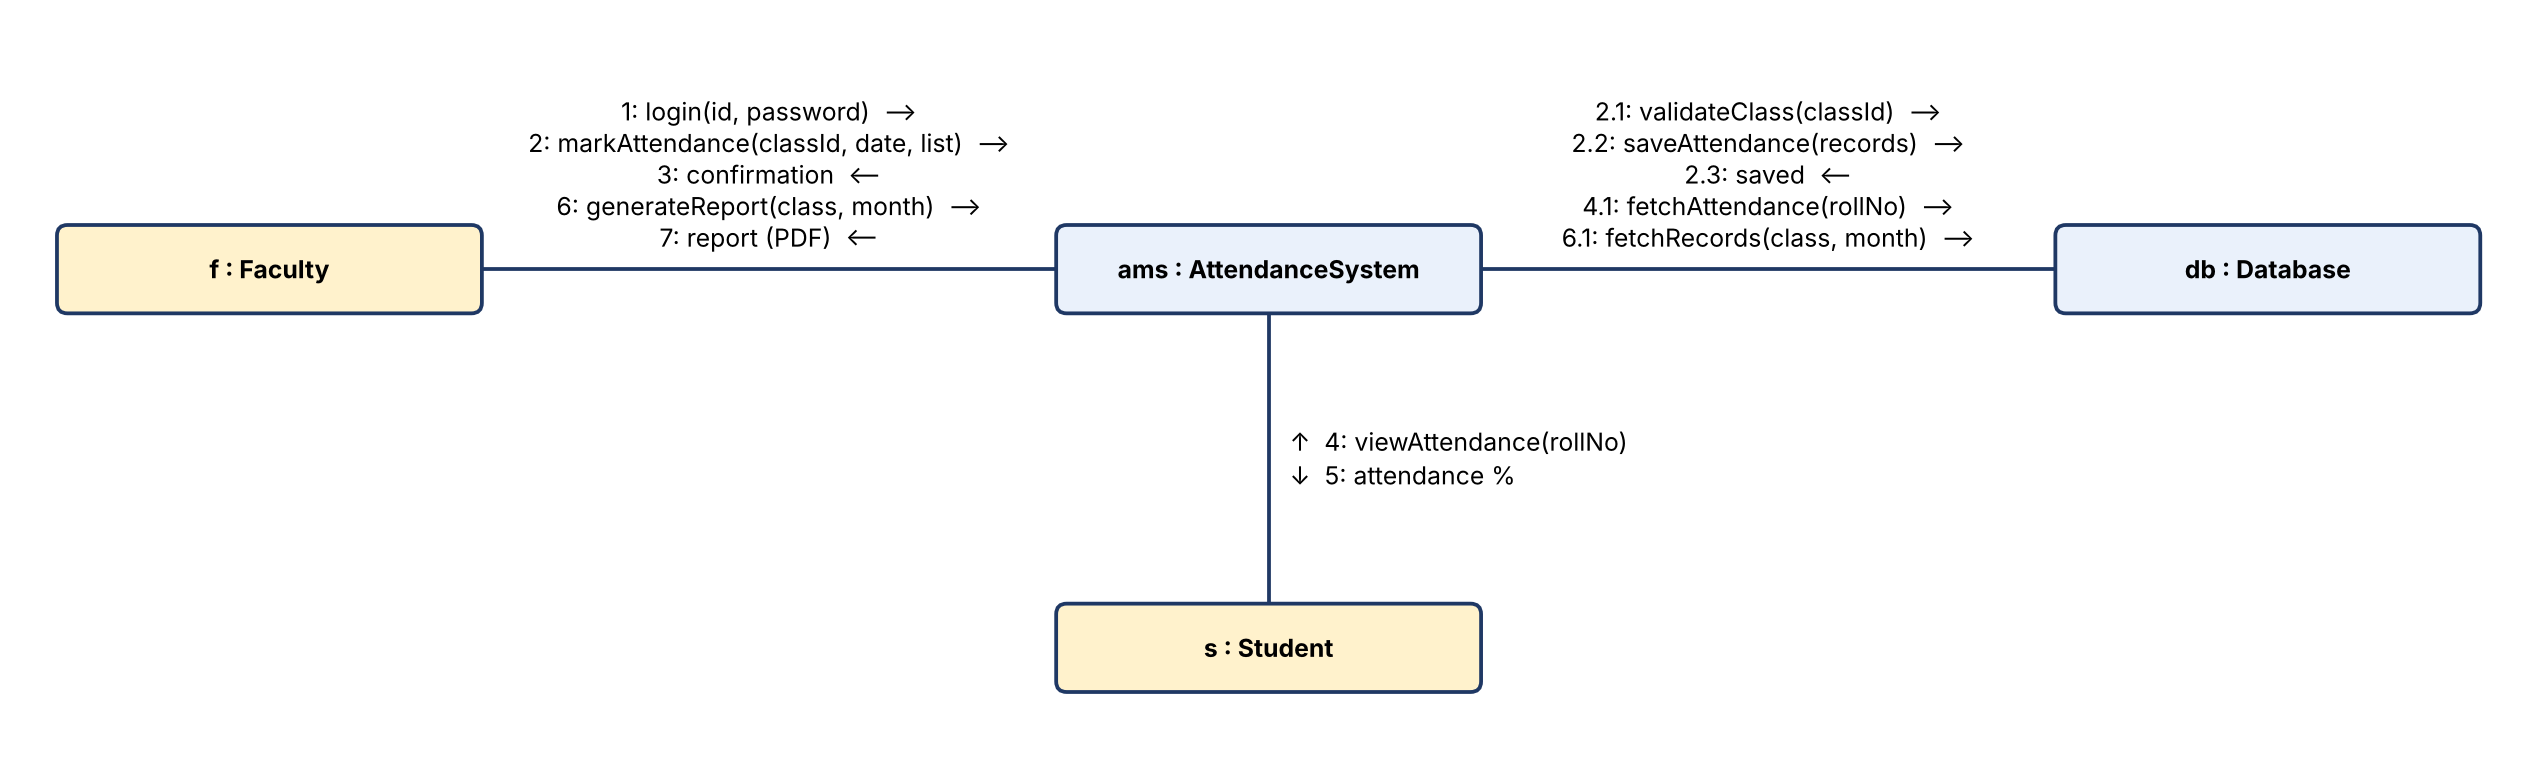 1: login(id, password) →
2: markAttendance(classId, date, list) →
3: confirmation ←
6: generateReport(class, month) →
7: report (PDF) ←
2.1: validateClass(classId) →
2.2: saveAttendance(records) →
2.3: saved ←
4.1: fetchAttendance(rollNo) →
6.1: fetchRecords(class, month) →
f : Faculty
ams : AttendanceSystem
db : Database
↑ 4: viewAttendance(rollNo)
↓ 5: attendance %
s : Student